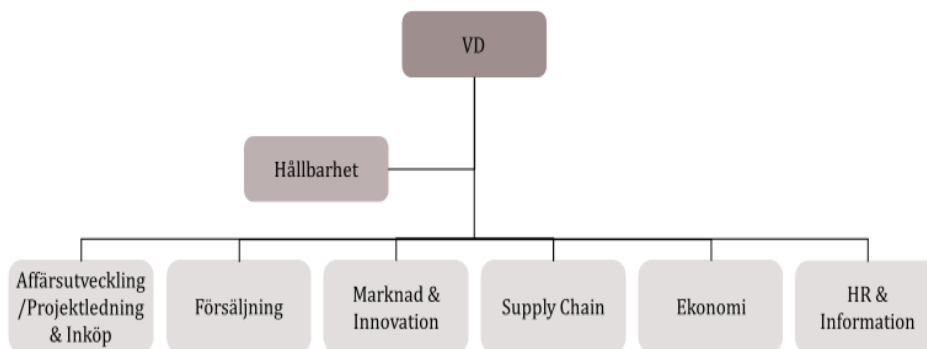 VD
Hållbarhet
Affärsutveckling
/Projektledning
& Inköp
Försäljning
Marknad &
Innovation
Supply Chain
Ekonomi
HR &
Information